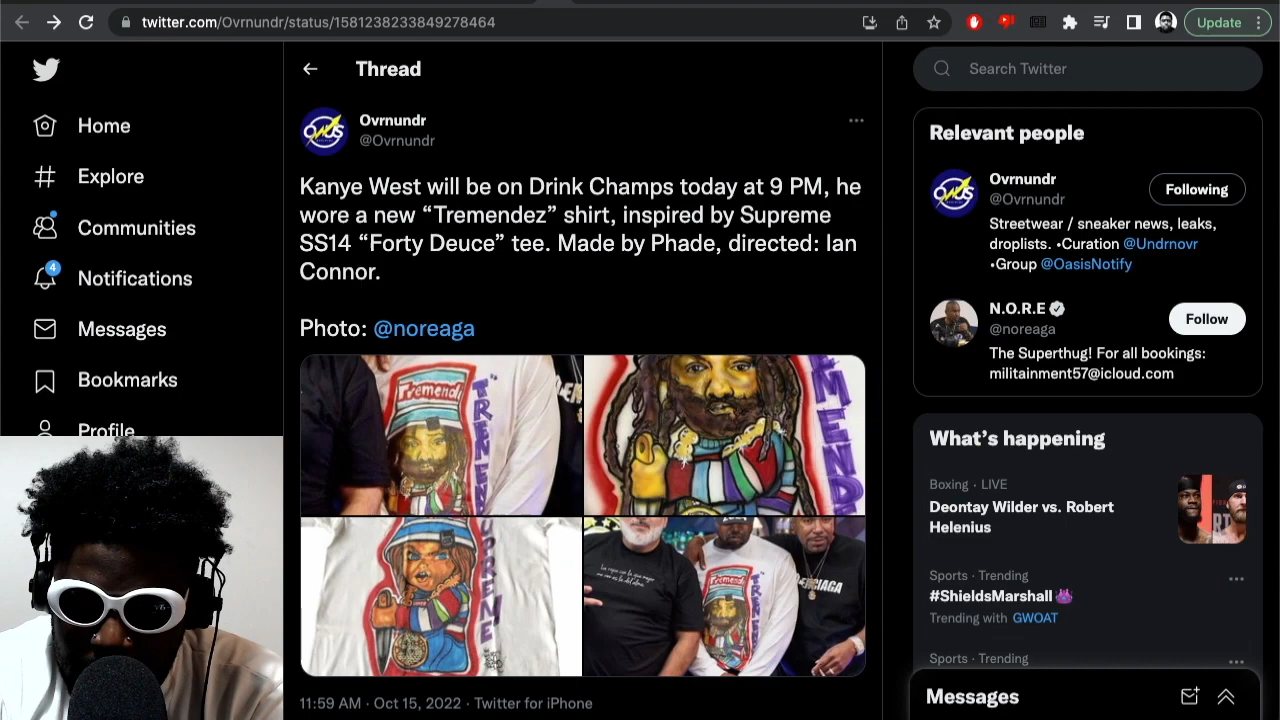 twitter.com/Ovrnundr/status/1581238233849278464
Update
Home
Explore
Communities
4
Notifications
Messages
Bookmarks
Profile
Thread
Ovrnundr
@Ovrnundr
Kanye West will be on Drink Champs today at 9 PM, he
wore a new “Tremendez” shirt, inspired by Supreme
SS14 “Forty Deuce” tee. Made by Phade, directed: Ian
Connor.
Photo: @noreaga
11:59 AM · Oct 15, 2022 · Twitter for iPhone
Search Twitter
Relevant people
Ovrnundr
@Ovrnundr
Following
Streetwear / sneaker news, leaks,
droplists. •Curation @Undrnovr
•Group @OasisNotify
N.O.R.E
@noreaga
Follow
The Superthug! For all bookings:
militainment57@icloud.com
What’s happening
Boxing · LIVE
Deontay Wilder vs. Robert
Helenius
Sports · Trending
#ShieldsMarshall
Trending with GWOAT
Sports · Trending
Messages